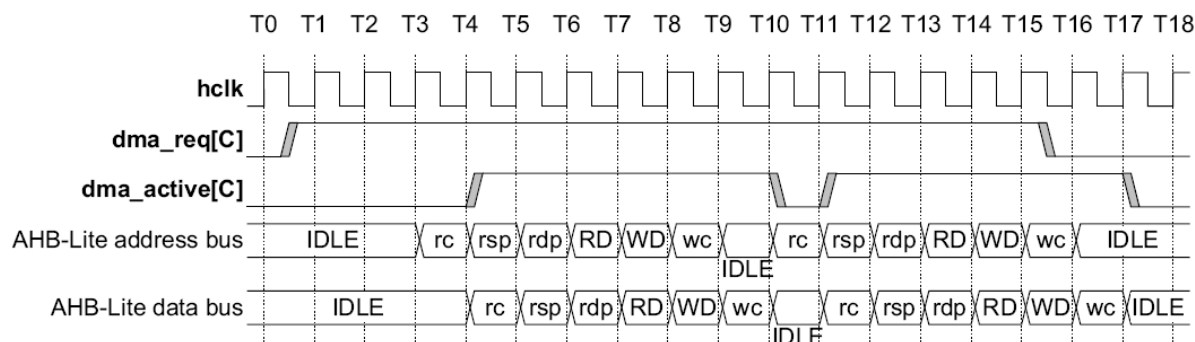 T0 T1 T2 T3 T4 T5 T6 T7 T8 T9 T10 T11 T12 T13 T14 T15 T16 T17 T18
hclk
dma_req[C]
dma_active[C]
AHB-Lite address bus IDLE rc rsp rdp RD WD wc IDLE rc rsp rdp RD WD wc IDLE
AHB-Lite data bus IDLE rc rsp rdp RD WD wc IDLE rc rsp rdp RD WD wc IDLE